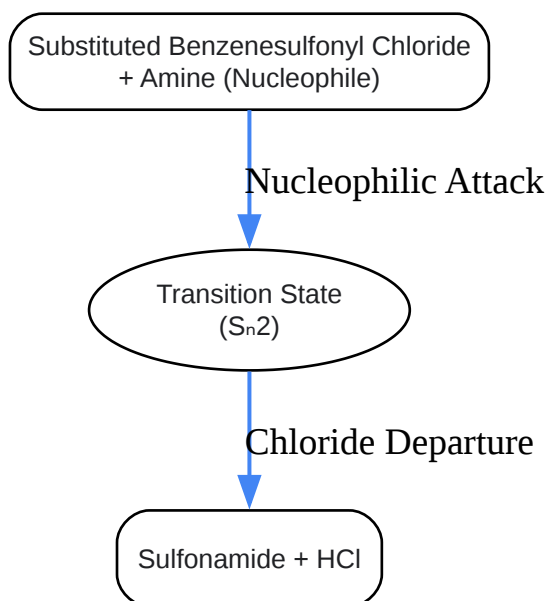 Substituted Benzenesulfonyl Chloride
+ Amine (Nucleophile)
Nucleophilic Attack
Transition State
(Sₙ2)
Chloride Departure
Sulfonamide + HCl